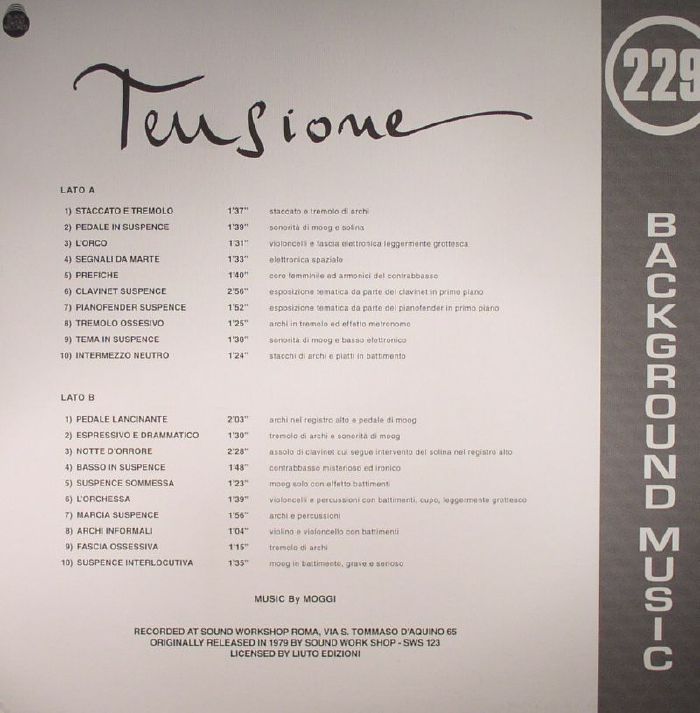 229
Tensione
BACKGROUND MUSIC
LATO A
1) STACCATO E TREMOLO 1'37" staccato e tremolo di archi
2) PEDALE IN SUSPENCE 1'39" sonorità di moog e solina
3) L'ORCO 1'31" violoncelli e fascia elettronica leggermente grottesca
4) SEGNALI DA MARTE 1'33" elettronica spaziale
5) PREFICHE 1'40" coro femminile ed armonici del contrabbasso
6) CLAVINET SUSPENCE 2'56" esposizione tematica da parte del clavinet in primo piano
7) PIANOFENDER SUSPENCE 1'52" esposizione tematica da parte del pianofender in primo piano
8) TREMOLO OSSESIVO 1'25" archi in tremolo ed effetto metronomo
9) TEMA IN SUSPENCE 1'30" sonorità di moog e basso elettronico
10) INTERMEZZO NEUTRO 1'24" stacchi di archi e piatti in battimento
LATO B
1) PEDALE LANCINANTE 2'03" archi nel registro alto e pedale di moog
2) ESPRESSIVO E DRAMMATICO 1'30" tremolo di archi e sonorità di moog
3) NOTTE D'ORRORE 2'28" assolo di clavinet cui segue intervento del solina nel registro alto
4) BASSO IN SUSPENCE 1'48" contrabbasso misterioso ed ironico
5) SUSPENCE SOMMESSA 1'23" moog solo con effetto battimenti
6) L'ORCHESSA 1'39" violoncelli e percussioni con battimenti, cupo, leggermente grottesco
7) MARCIA SUSPENCE 1'56" archi e percussioni
8) ARCHI INFORMALI 1'04" violino e violoncello con battimenti
9) FASCIA OSSESSIVA 1'15" tremolo di archi
10) SUSPENCE INTERLOCUTIVA 1'35" moog in battimento, grave e serioso
MUSIC By MOGGI
RECORDED AT SOUND WORKSHOP ROMA, VIA S. TOMMASO D'AQUINO 65
ORIGINALLY RELEASED IN 1979 BY SOUND WORK SHOP - SWS 123
LICENSED BY LIUTO EDIZIONI